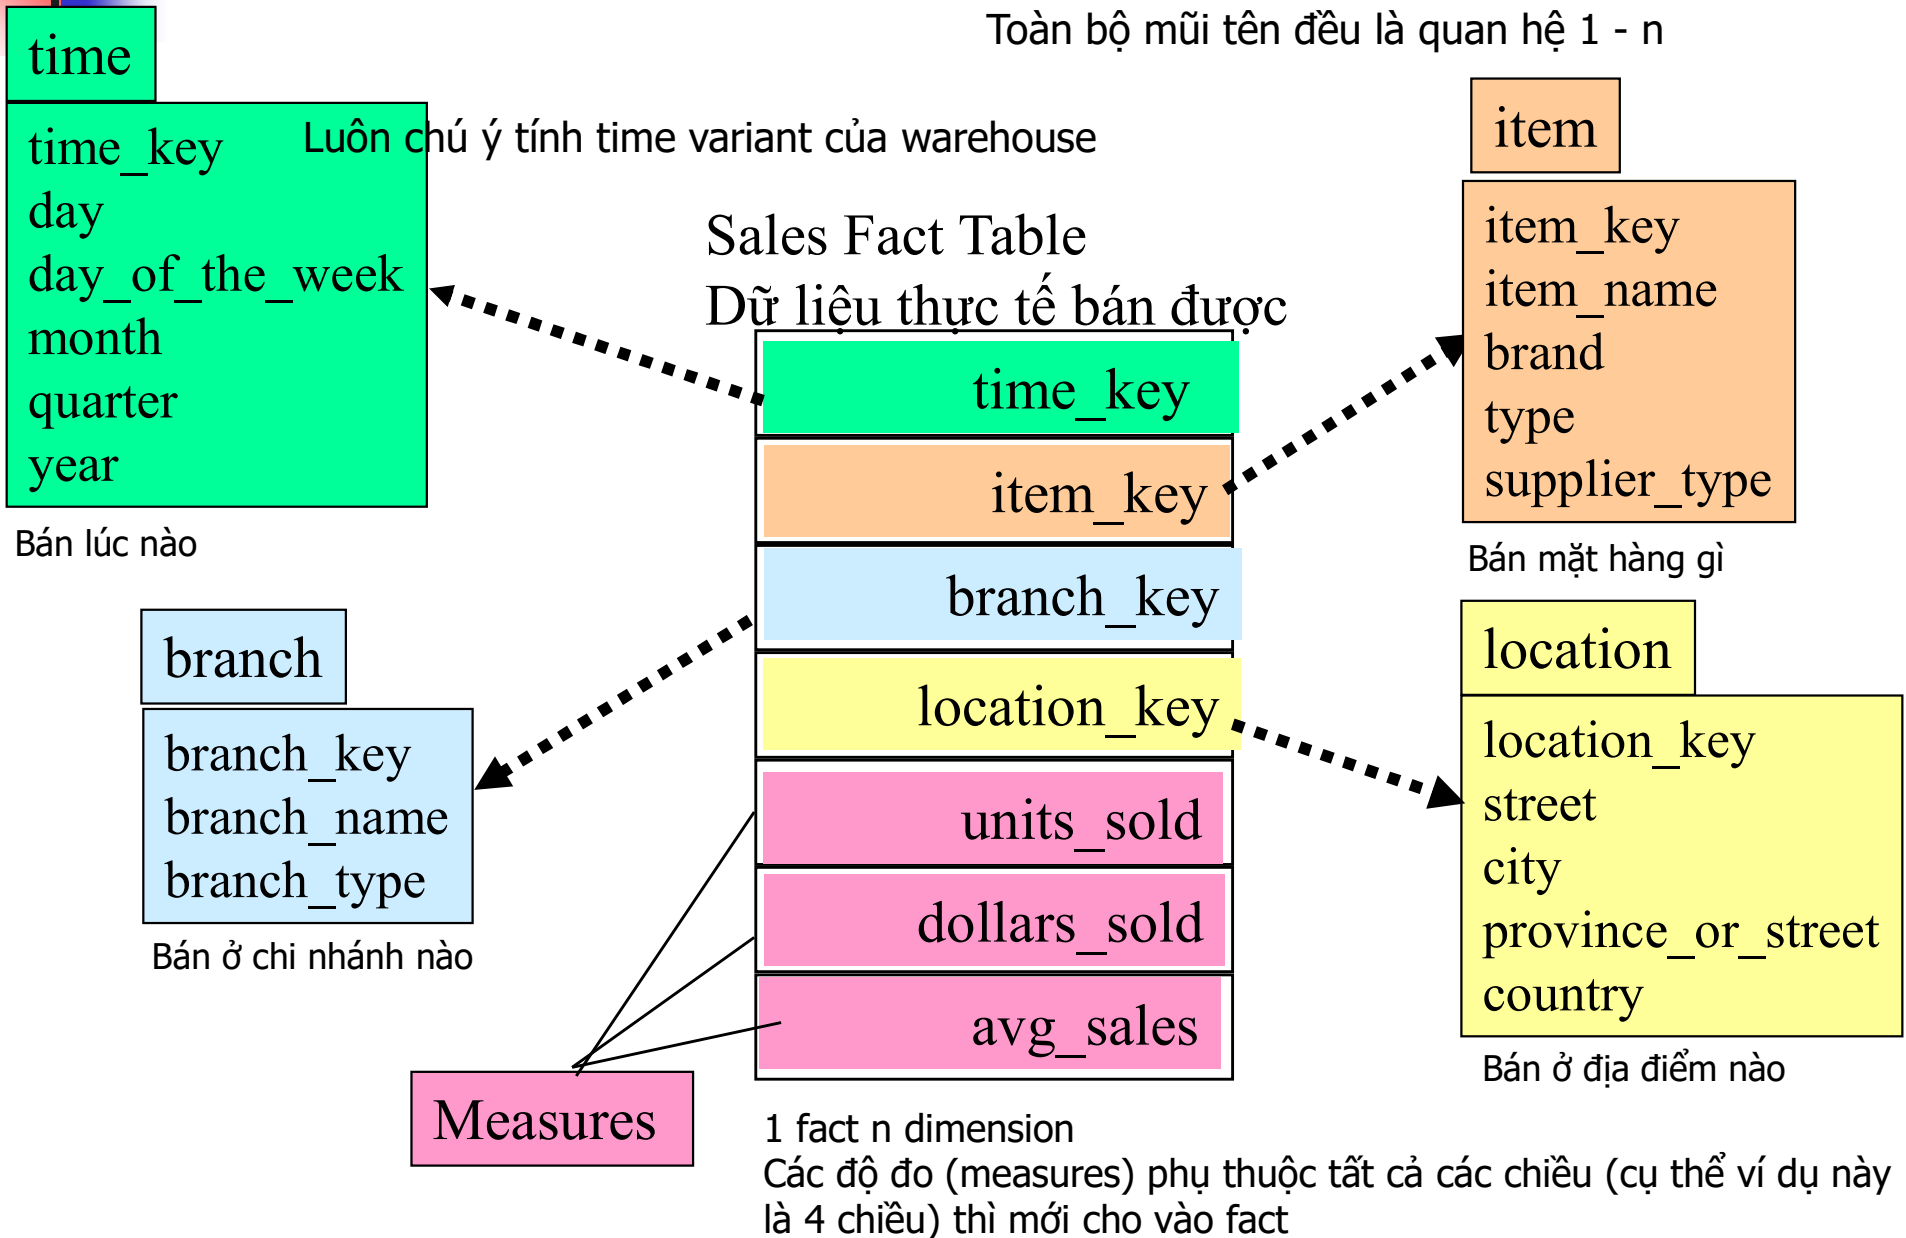 Toàn bộ mũi tên đều là quan hệ 1 - n
time
time_key
day
day_of_the_week
month
quarter
year
Bán lúc nào
Luôn chú ý tính time variant của warehouse
Sales Fact Table
Dữ liệu thực tế bán được
time_key
item_key
branch_key
location_key
units_sold
dollars_sold
avg_sales
item
item_key
item_name
brand
type
supplier_type
Bán mặt hàng gì
branch
branch_key
branch_name
branch_type
Bán ở chi nhánh nào
location
location_key
street
city
province_or_street
country
Bán ở địa điểm nào
Measures
1 fact n dimension
Các độ đo (measures) phụ thuộc tất cả các chiều (cụ thể ví dụ này
là 4 chiều) thì mới cho vào fact